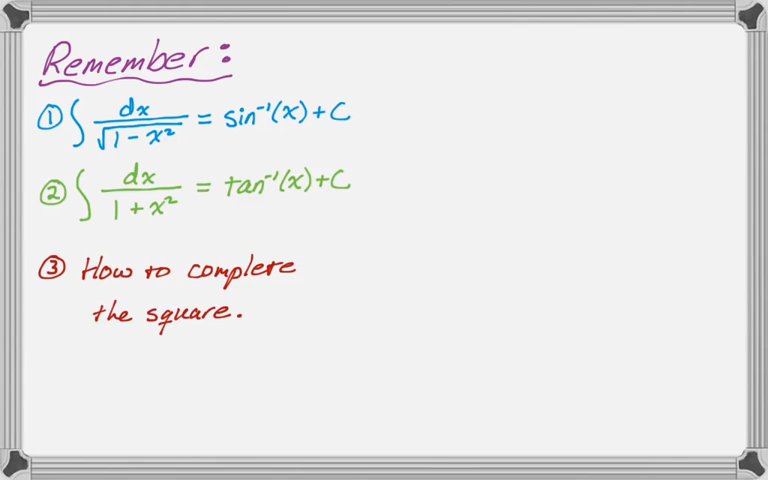 Remember:
① ∫ dx / √(1 - x²) = sin⁻¹(x) + C
② ∫ dx / (1 + x²) = tan⁻¹(x) + C
③ How to complete
the square.